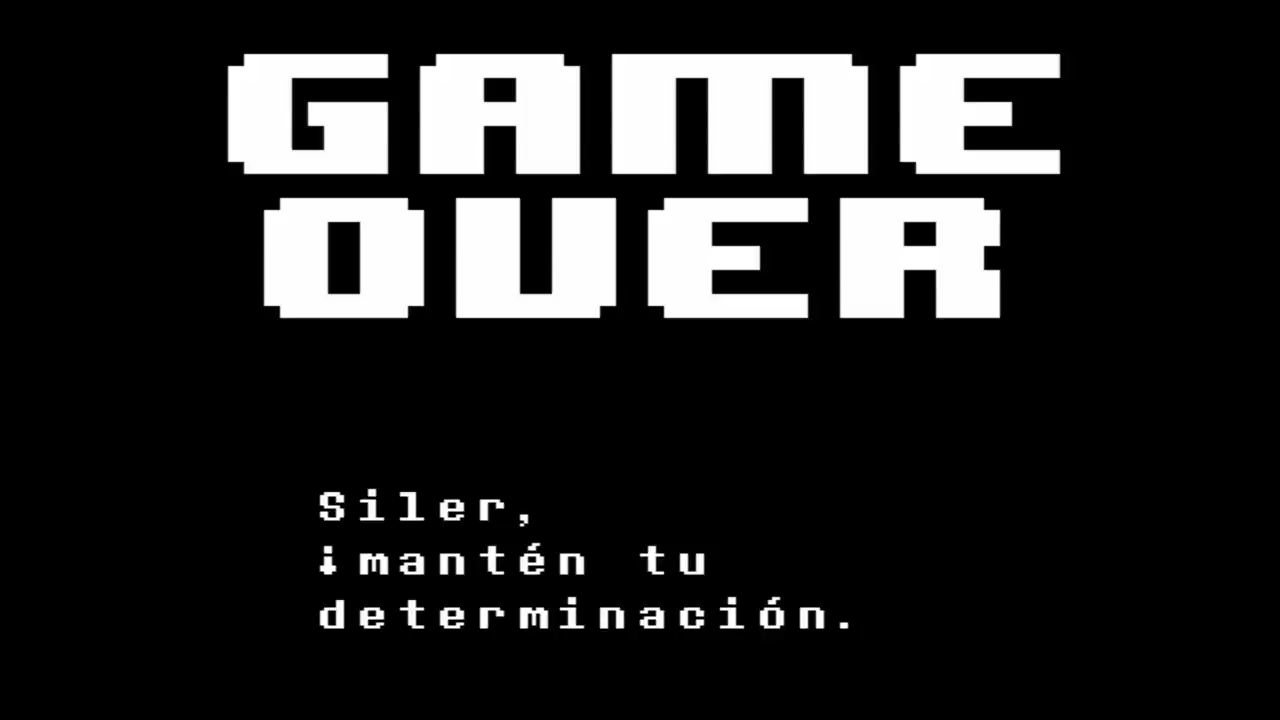 GAME
OVER
Siler,
¡mantén tu
determinación.